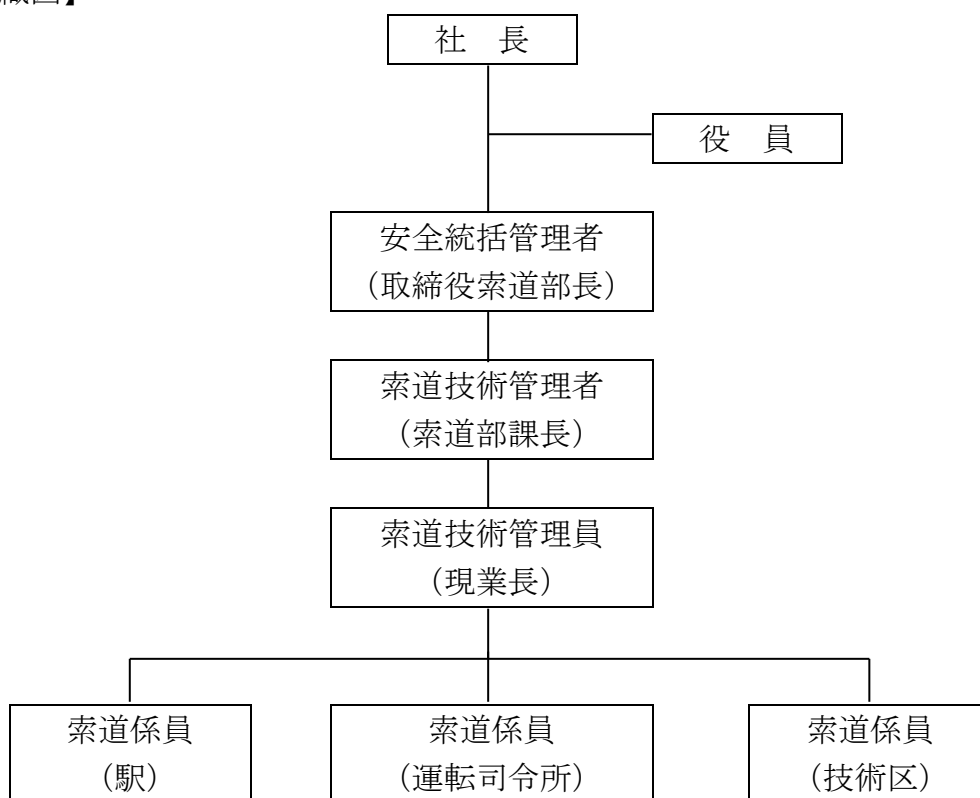 社　長
役　員
安全統括管理者
（取締役索道部長）
索道技術管理者
（索道部課長）
索道技術管理員
（現業長）
索道係員
（駅）
索道係員
（運転司令所）
索道係員
（技術区）